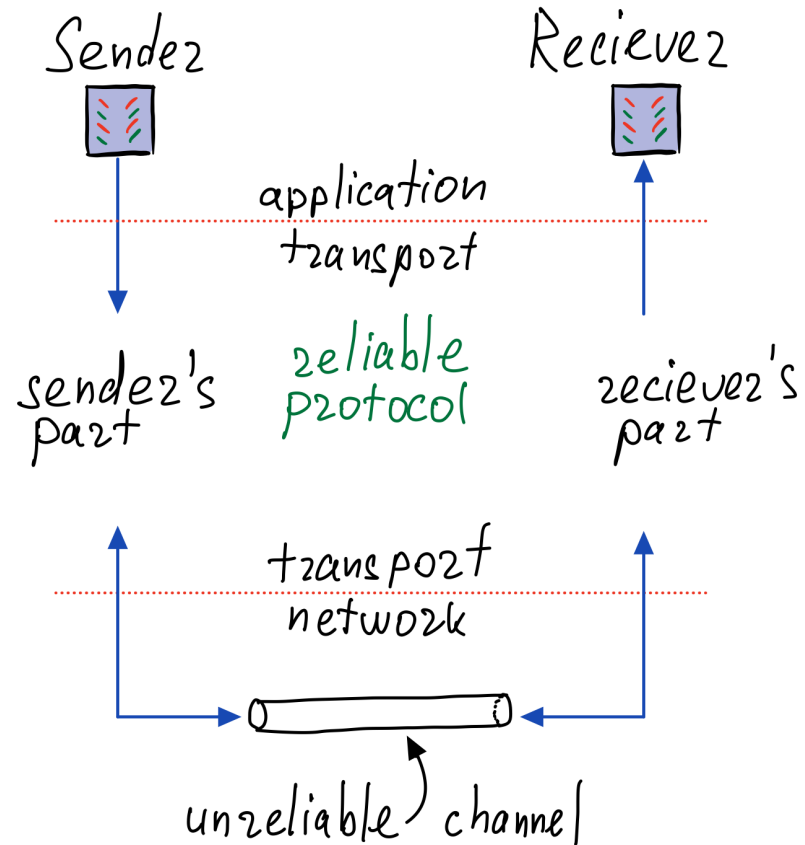 Sender
Reciever
application
transport
reliable
protocol
sender's
part
reciever's
part
transport
network
unreliable channel